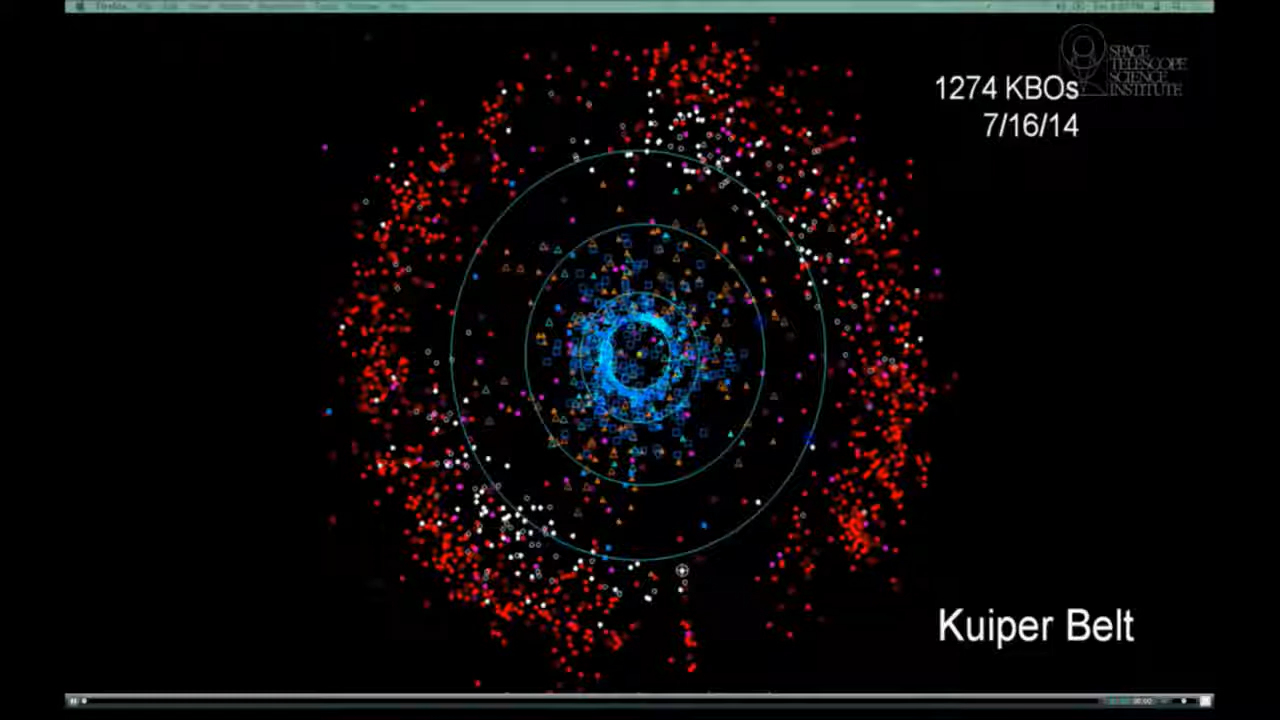 SPACE
TELESCOPE
SCIENCE
INSTITUTE
1274 KBOs
7/16/14
Kuiper Belt